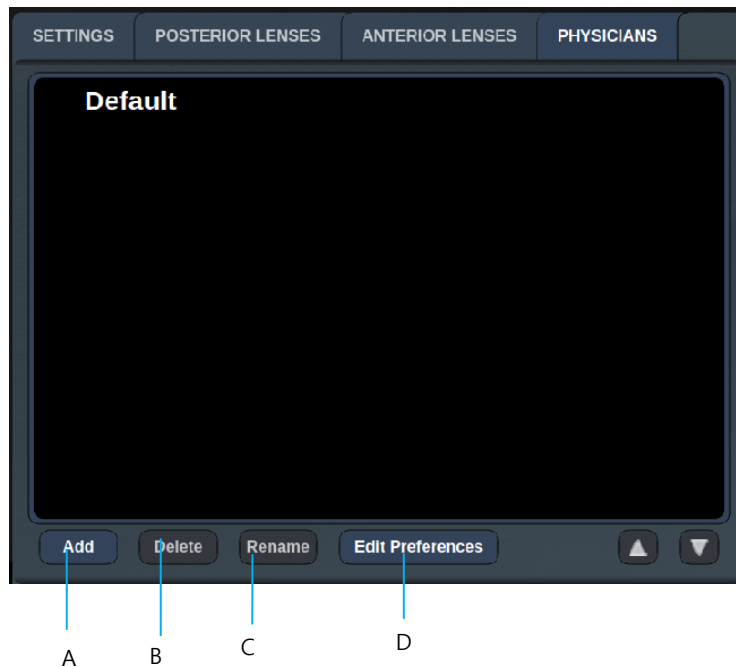 SETTINGS POSTERIOR LENSES ANTERIOR LENSES PHYSICIANS
Default
Add Delete Rename Edit Preferences
A B C D